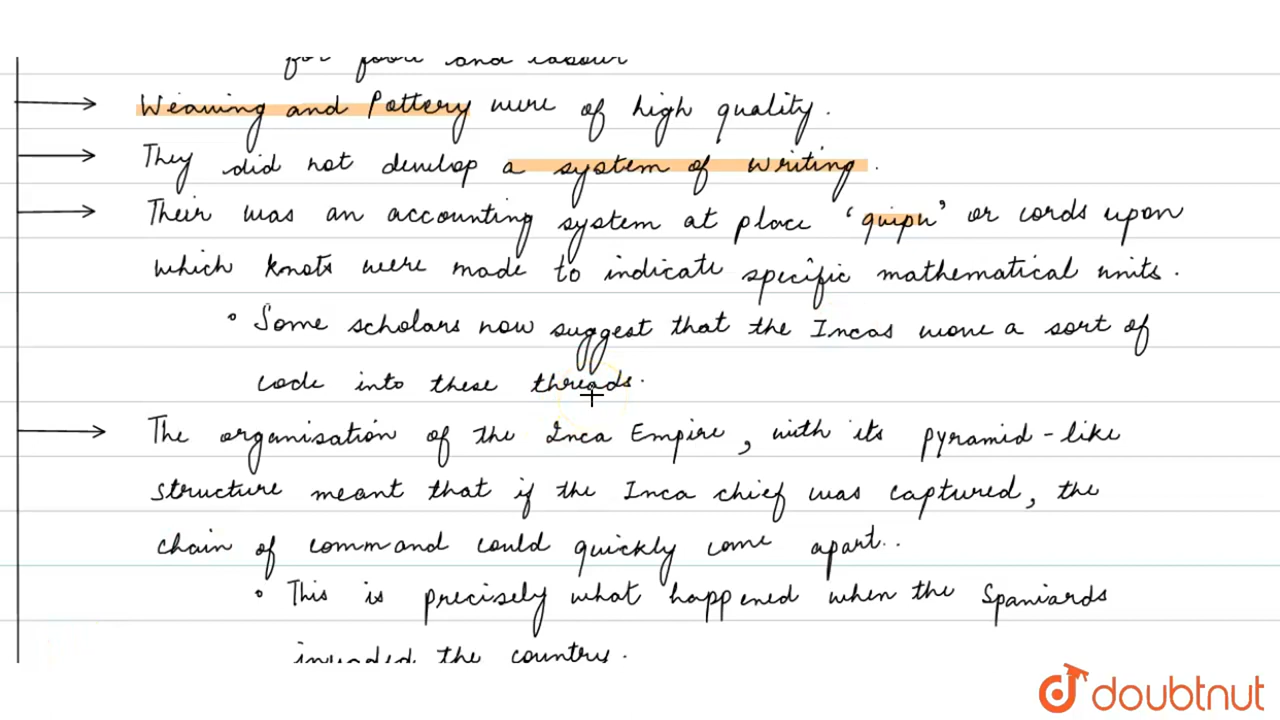 for food and labour
→ Weaving and Pottery were of high quality.
→ They did not develop a system of writing.
→ Their was an accounting system at place 'quipu' or cords upon
which knots were made to indicate specific mathematical units.
• Some scholars now suggest that the Incas wove a sort of
code into these threads.
→ The organisation of the Inca Empire, with its pyramid-like
structure meant that if the Inca chief was captured, the
chain of command could quickly come apart..
• This is precisely what happened when the Spaniards
invaded the country.
doubtnut